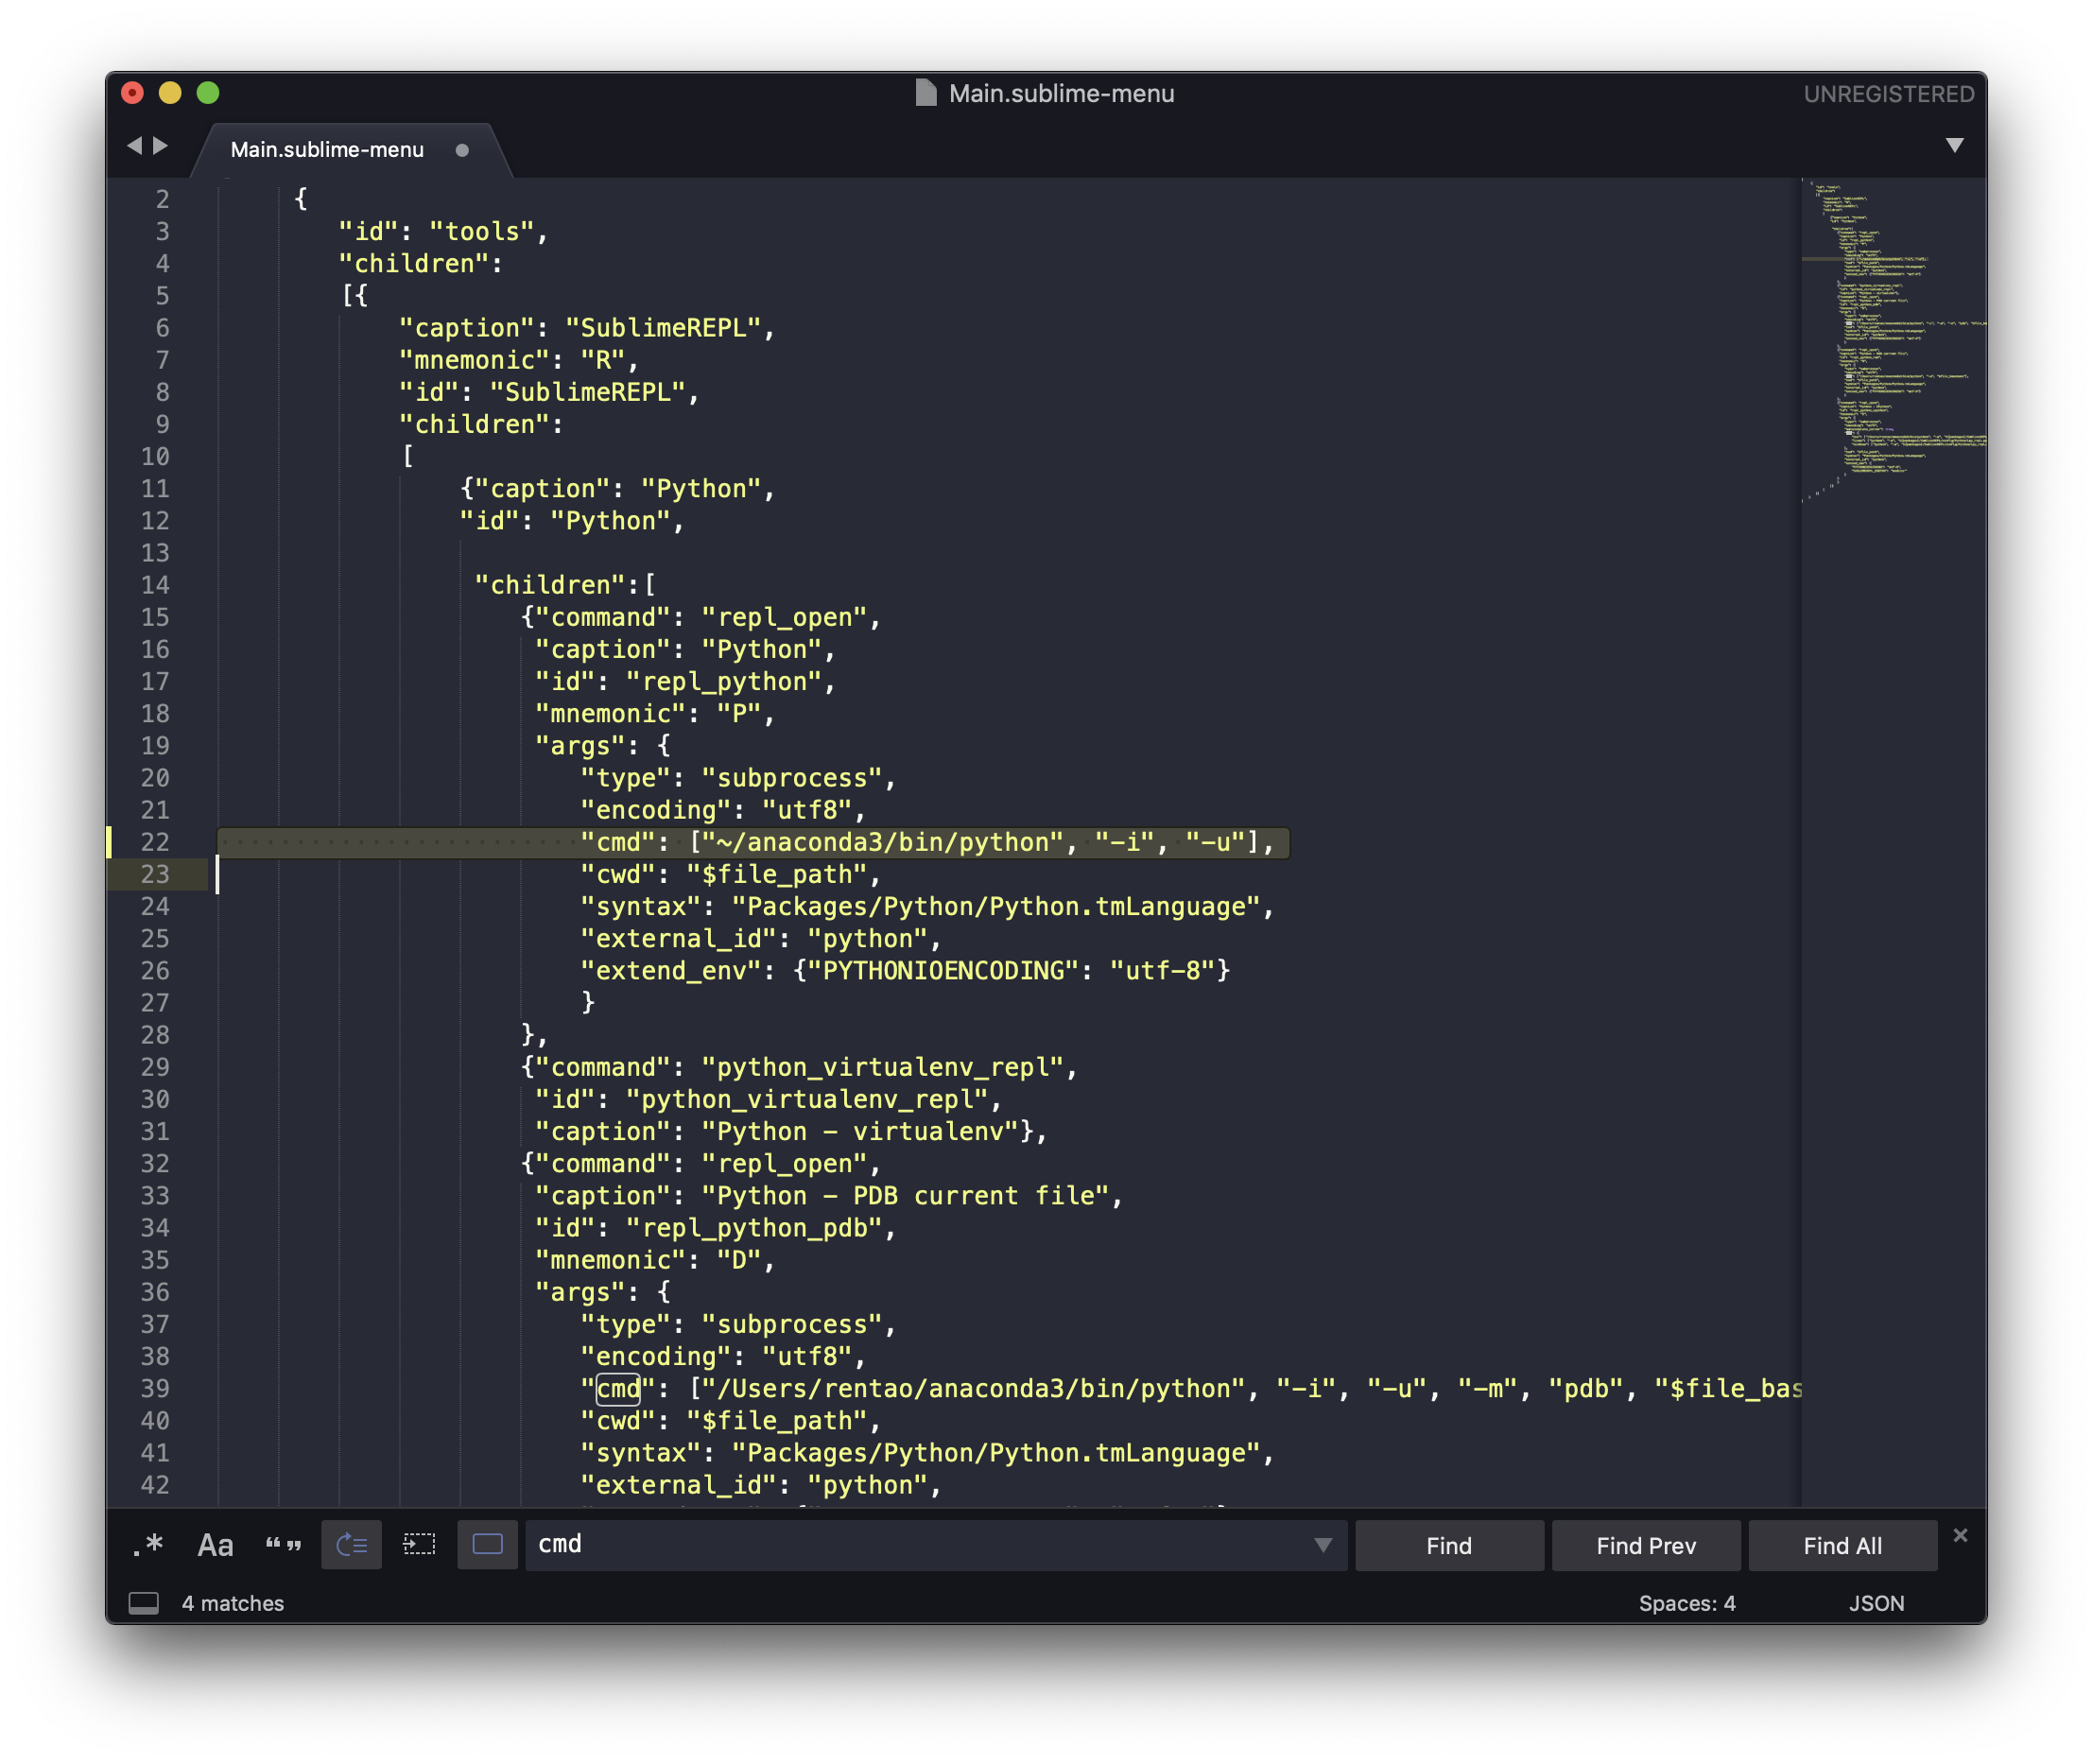 Main.sublime-menu
UNREGISTERED
Main.sublime-menu
2 {
3 "id": "tools",
4 "children":
5 [{
6 "caption": "SublimeREPL",
7 "mnemonic": "R",
8 "id": "SublimeREPL",
9 "children":
10 [
11 {"caption": "Python",
12 "id": "Python",
13
14 "children":[
15 {"command": "repl_open",
16 "caption": "Python",
17 "id": "repl_python",
18 "mnemonic": "P",
19 "args": {
20 "type": "subprocess",
21 "encoding": "utf8",
22 "cmd": ["~/anaconda3/bin/python", "-i", "-u"],
23 "cwd": "$file_path",
24 "syntax": "Packages/Python/Python.tmLanguage",
25 "external_id": "python",
26 "extend_env": {"PYTHONIOENCODING": "utf-8"}
27 }
28 },
29 {"command": "python_virtualenv_repl",
30 "id": "python_virtualenv_repl",
31 "caption": "Python - virtualenv"},
32 {"command": "repl_open",
33 "caption": "Python - PDB current file",
34 "id": "repl_python_pdb",
35 "mnemonic": "D",
36 "args": {
37 "type": "subprocess",
38 "encoding": "utf8",
39 "cmd": ["/Users/rentao/anaconda3/bin/python", "-i", "-u", "-m", "pdb", "$file_bas
40 "cwd": "$file_path",
41 "syntax": "Packages/Python/Python.tmLanguage",
42 "external_id": "python",
.* Aa “” cmd Find Find Prev Find All ×
4 matches Spaces: 4 JSON